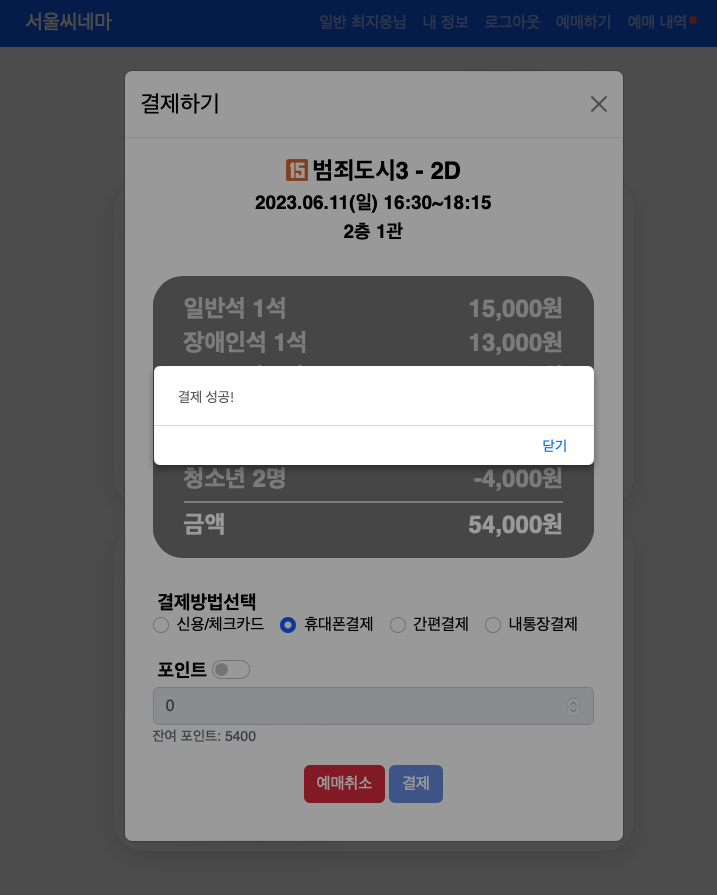 서울씨네마
일반 최지웅님 내 정보 로그아웃 예매하기 예매 내역
결제하기
15 범죄도시3 - 2D
2023.06.11(일) 16:30~18:15
2층 1관
일반석 1석 15,000원
장애인석 1석 13,000원
결제 성공!
닫기
청소년 2명 -4,000원
금액 54,000원
결제방법선택
신용/체크카드 휴대폰결제 간편결제 내통장결제
포인트
0
잔여 포인트: 5400
예매취소 결제